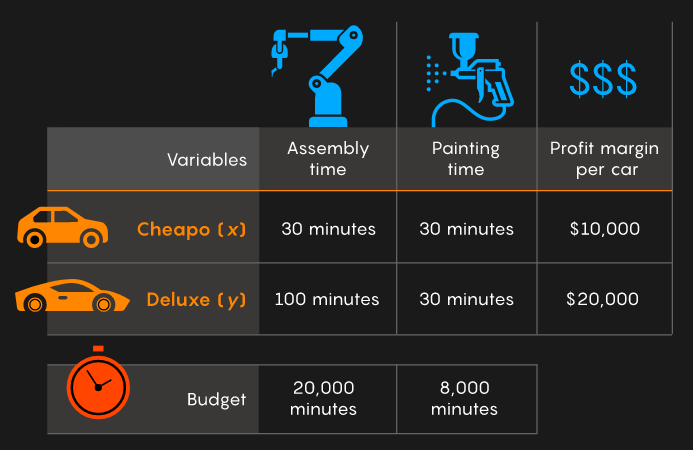 $$$
Variables
Assembly
time
Painting
time
Profit margin
per car
Cheapo (x)
30 minutes
30 minutes
$10,000
Deluxe (y)
100 minutes
30 minutes
$20,000
Budget
20,000
minutes
8,000
minutes